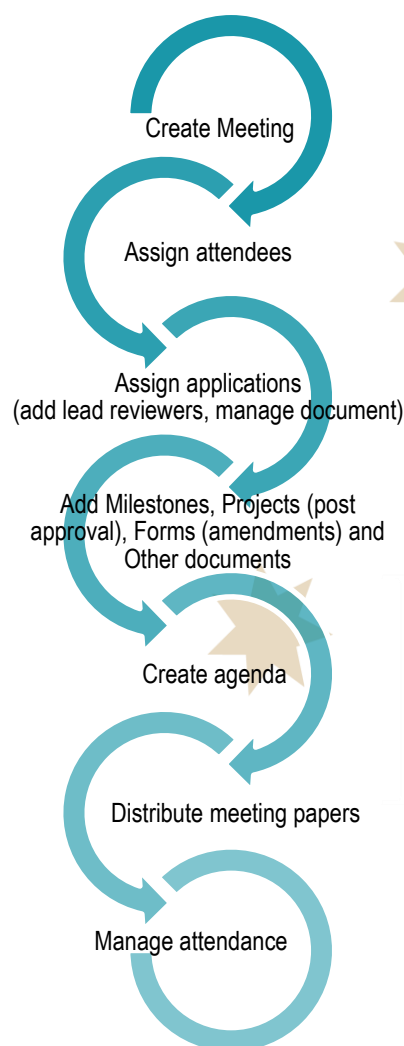 Create Meeting
Assign attendees
Assign applications
(add lead reviewers, manage document)
Add Milestones, Projects (post
approval), Forms (amendments) and
Other documents
Create agenda
Distribute meeting papers
Manage attendance